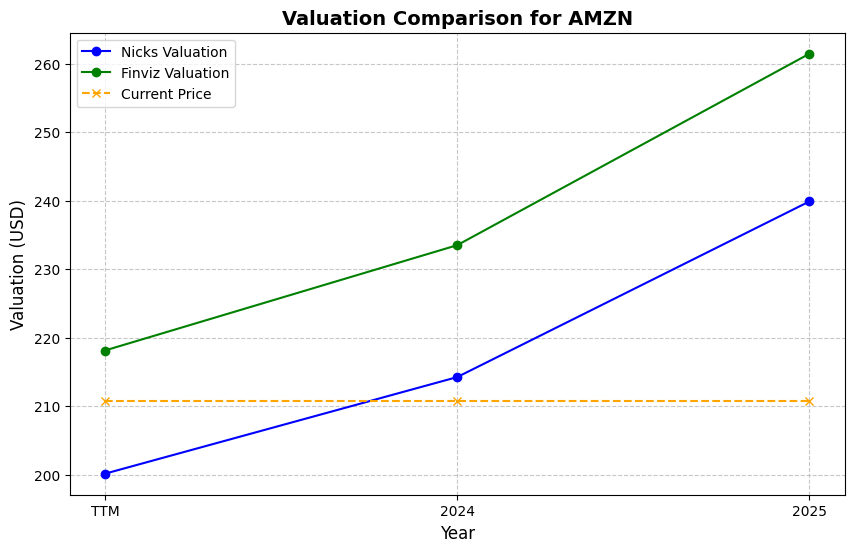 Valuation Comparison for AMZN
Nicks Valuation
Finviz Valuation
Current Price
260
250
240
230
220
210
200
Valuation (USD)
TTM 2024 2025
Year